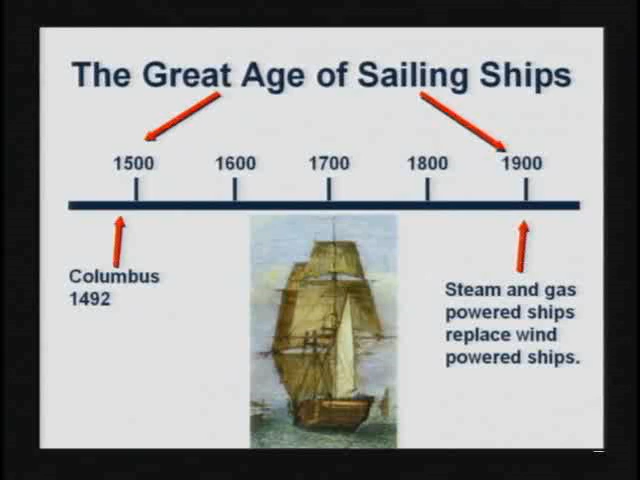 The Great Age of Sailing Ships
1500 1600 1700 1800 1900
Columbus
1492
Steam and gas
powered ships
replace wind
powered ships.